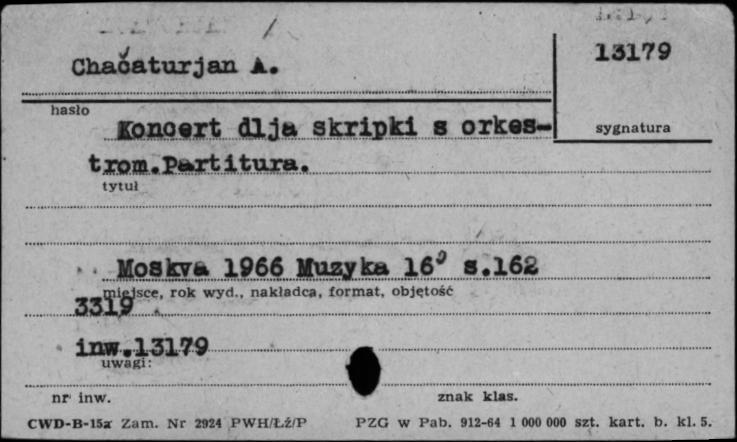 Chačaturjan A.
13179
hasło
Koncert dlja skripki s orkes-
sygnatura
trom.Partitura.
tytuł
Moskva 1966 Muzyka 16° s.162
miejsce, rok wyd., nakładca, format, objętość
3319
inw.13179
uwagi:
nr inw.
znak klas.
CWD-B-15a Zam. Nr 2924 PWH/Łź/P
PZG w Pab. 912-64 1 000 000 szt. kart. b. kl. 5.